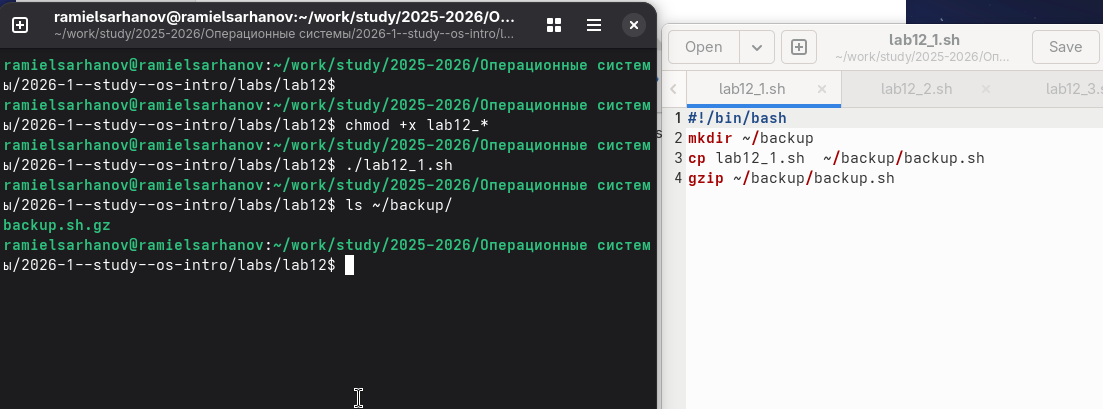 ramielsarhanov@ramielsarhanov:~/work/study/2025-2026/О...
~/work/study/2025-2026/Операционные системы/2026-1--study--os-intro/l...
ramielsarhanov@ramielsarhanov:~/work/study/2025-2026/Операционные систем
ы/2026-1--study--os-intro/labs/lab12$
ramielsarhanov@ramielsarhanov:~/work/study/2025-2026/Операционные систем
ы/2026-1--study--os-intro/labs/lab12$ chmod +x lab12_*
ramielsarhanov@ramielsarhanov:~/work/study/2025-2026/Операционные систем
ы/2026-1--study--os-intro/labs/lab12$ ./lab12_1.sh
ramielsarhanov@ramielsarhanov:~/work/study/2025-2026/Операционные систем
ы/2026-1--study--os-intro/labs/lab12$ ls ~/backup/
backup.sh.gz
ramielsarhanov@ramielsarhanov:~/work/study/2025-2026/Операционные систем
ы/2026-1--study--os-intro/labs/lab12$
Open
lab12_1.sh
~/work/study/2025-2026/Оп...
Save
lab12_1.sh
lab12_2.sh
lab12_3.s
1 #!/bin/bash
2 mkdir ~/backup
3 cp lab12_1.sh  ~/backup/backup.sh
4 gzip ~/backup/backup.sh